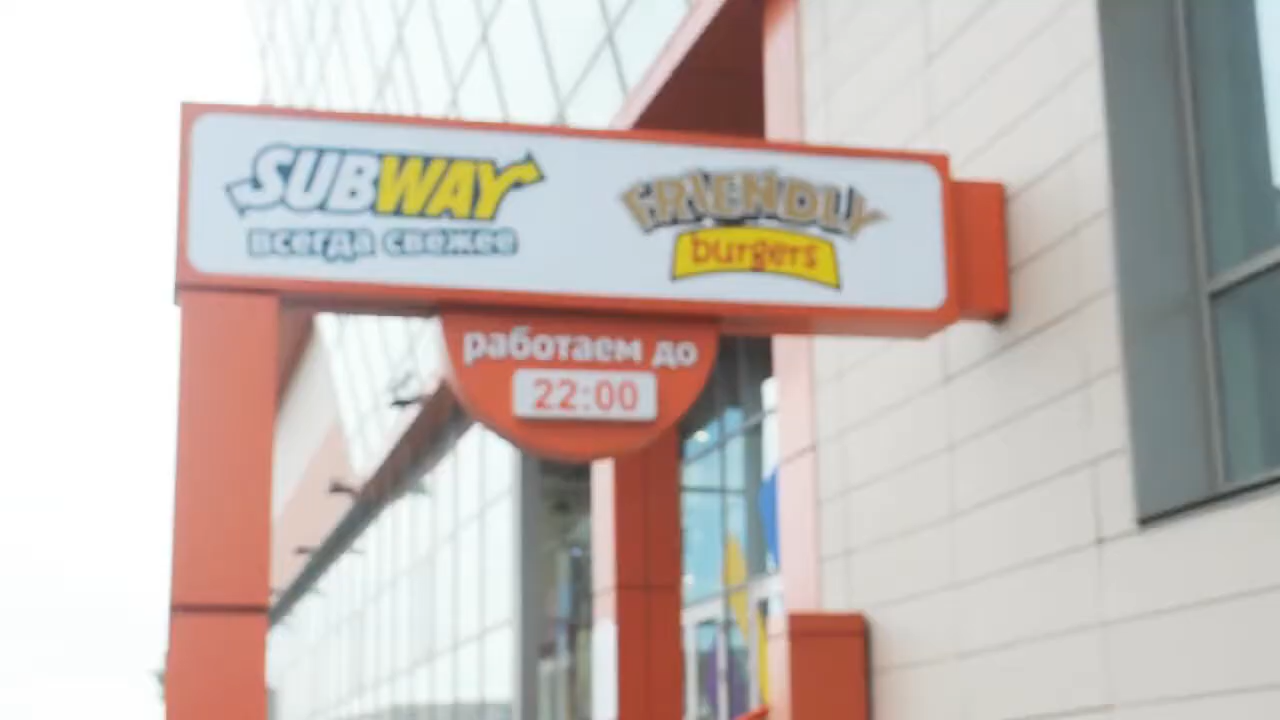 SUBWAY
всегда свежее
FRIENDLY
burgers
работаем до
22:00